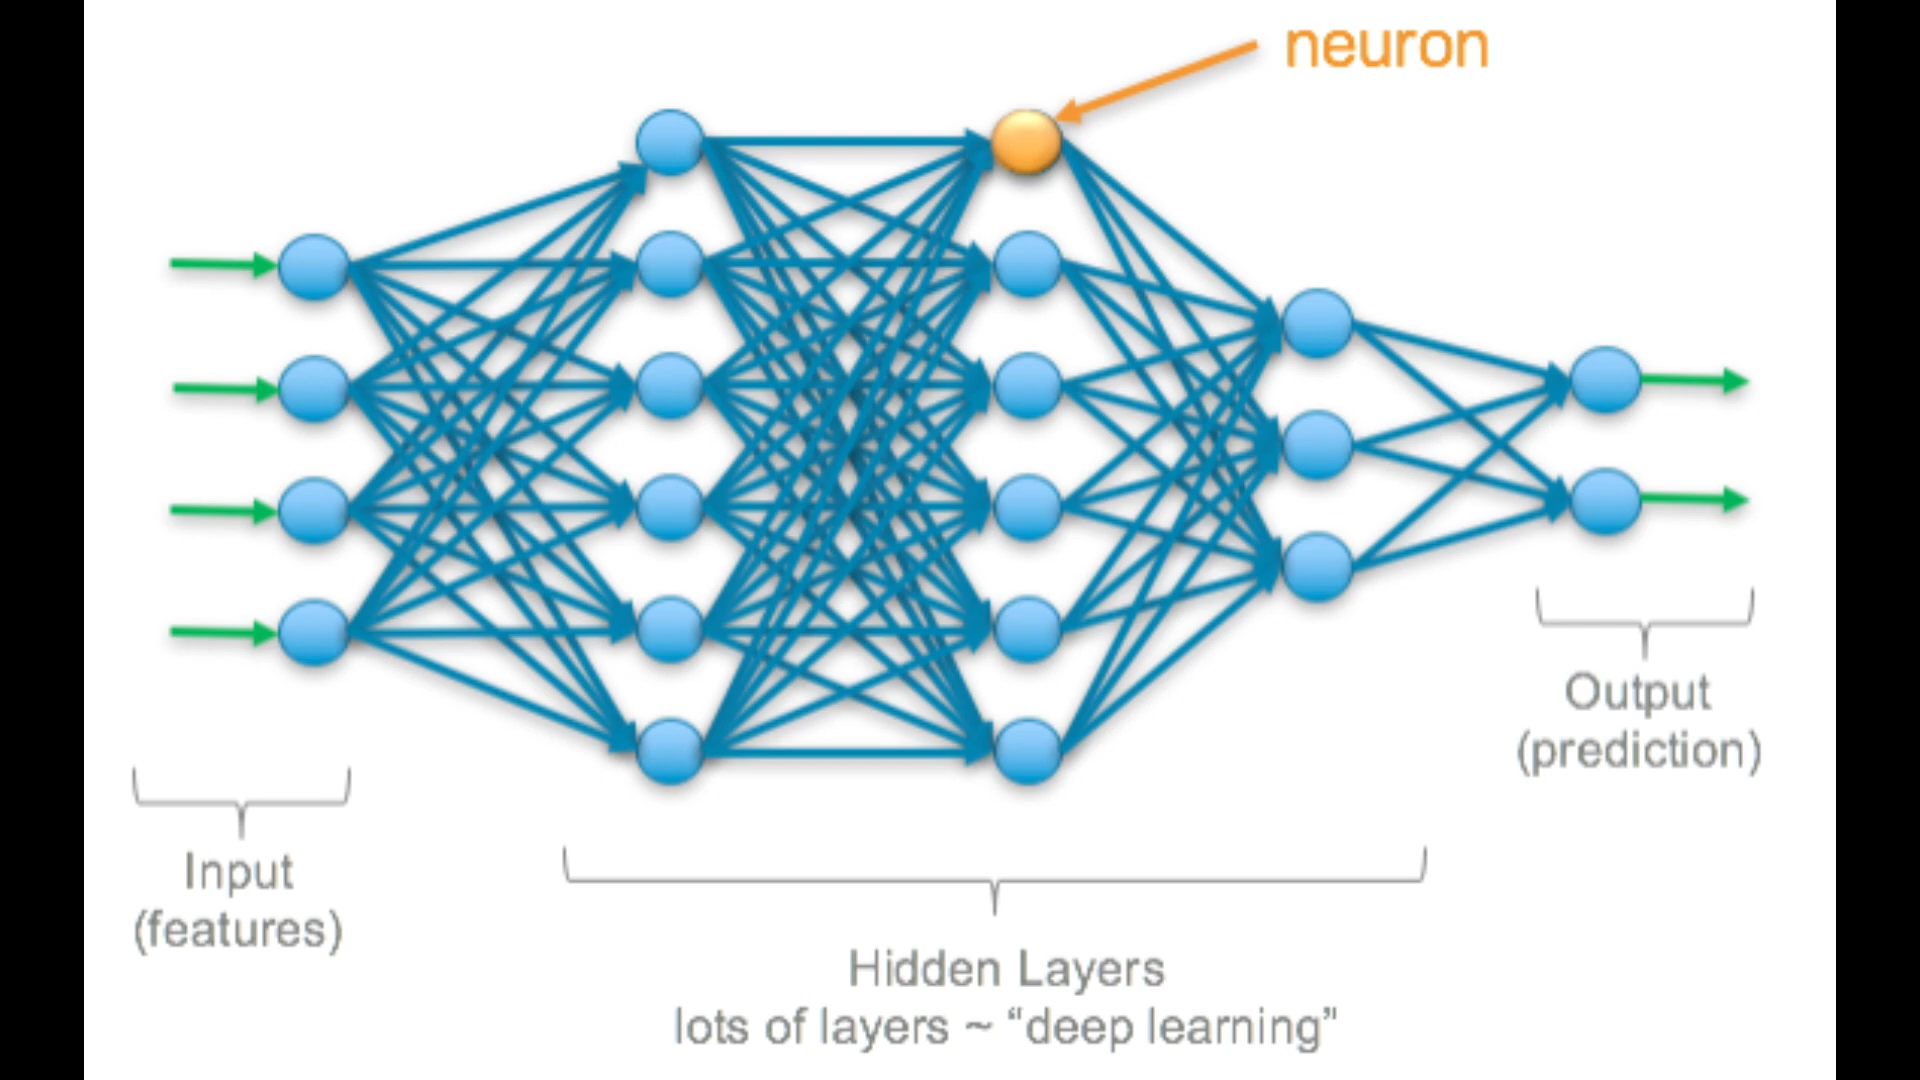 neuron
Input
(features)
Hidden Layers
lots of layers ~ “deep learning”
Output
(prediction)